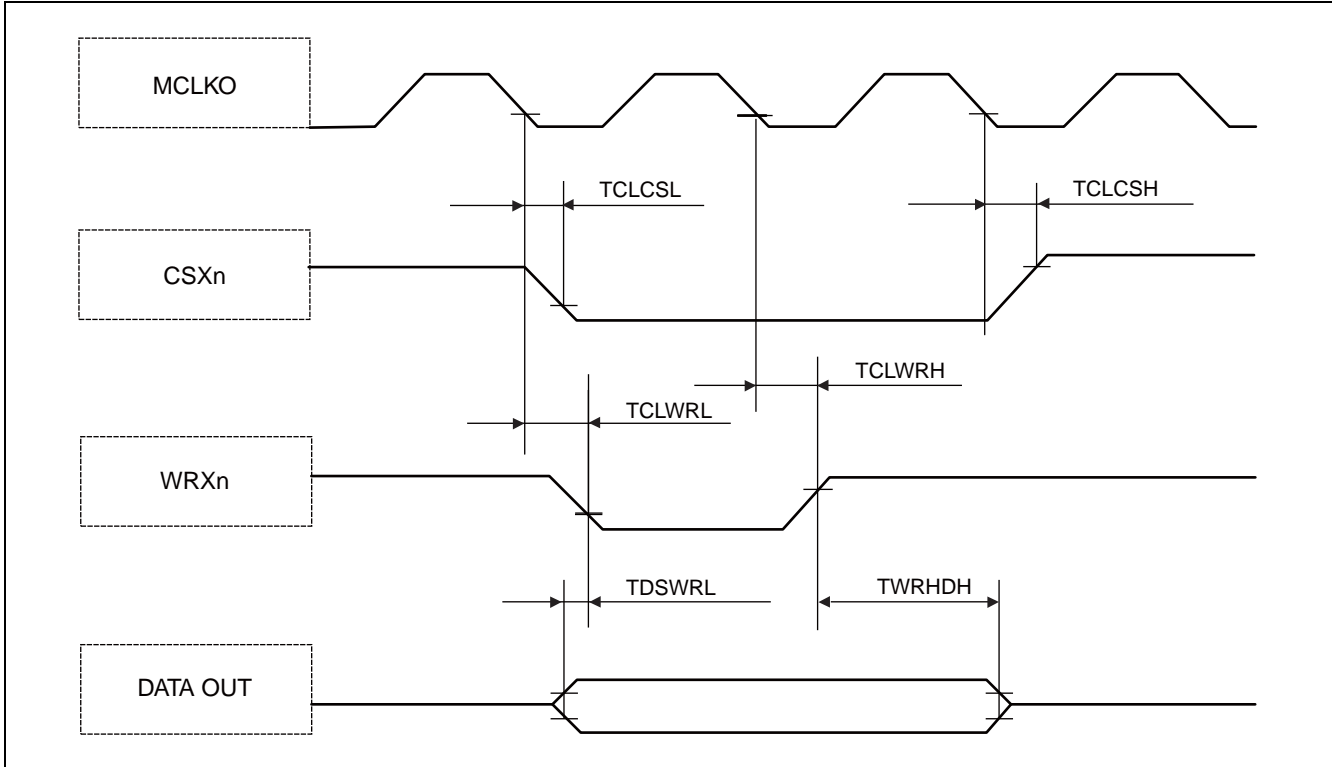 MCLKO
TCLCSL
TCLCSH
CSXn
TCLWRH
TCLWRL
WRXn
TDSWRL
TWRHDH
DATA OUT